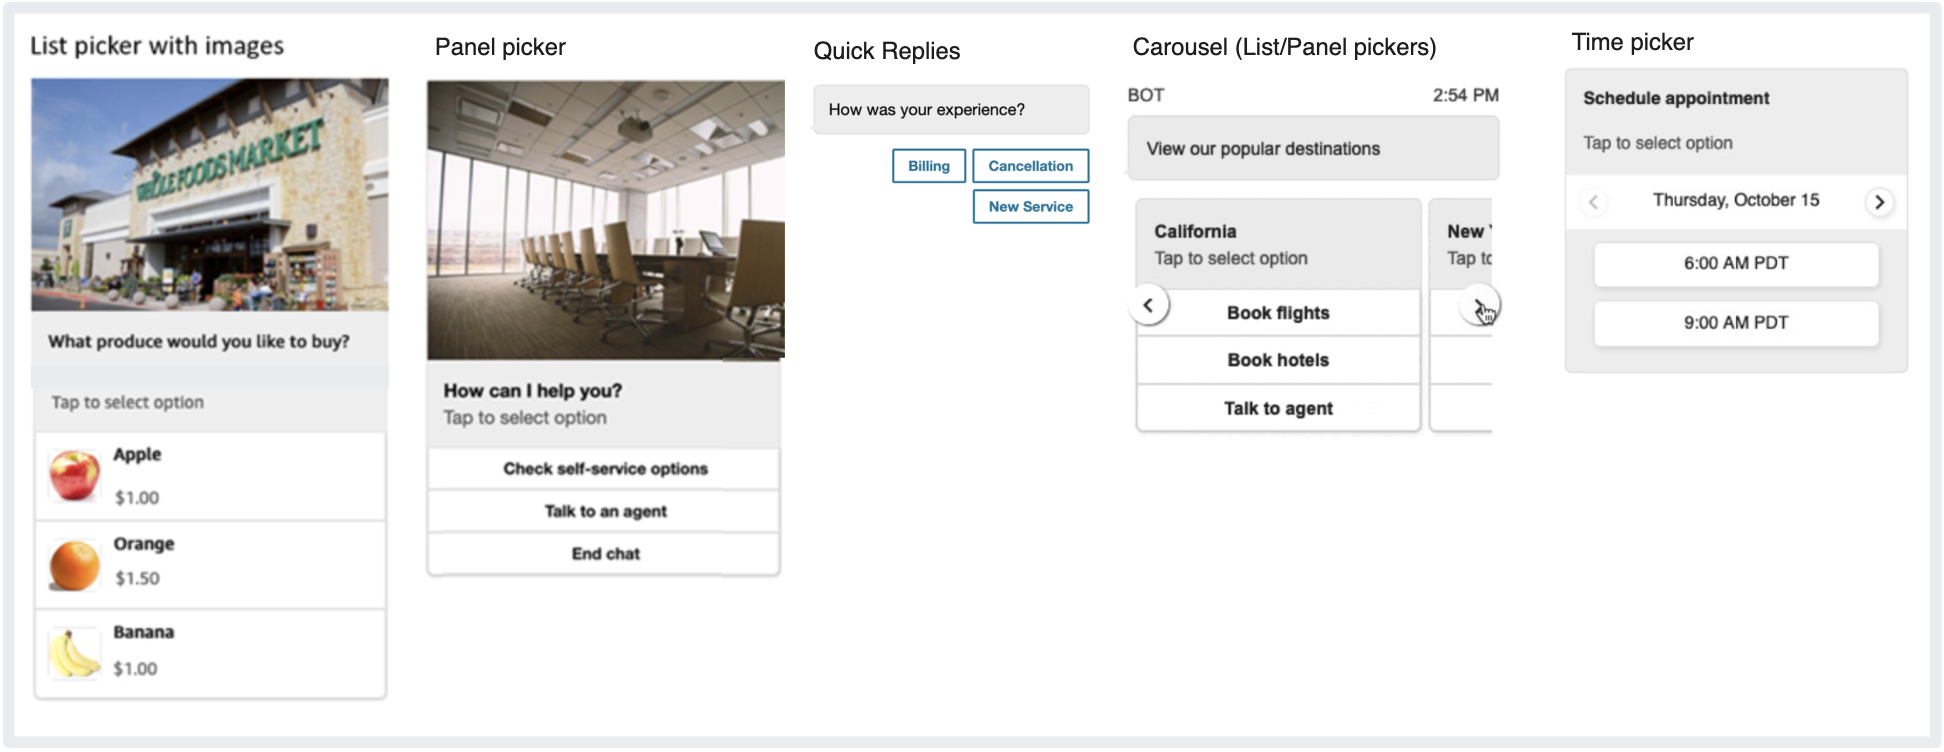 List picker with images
WHOLE FOODS MARKET
What produce would you like to buy?
Tap to select option
Apple
$1.00
Orange
$1.50
Banana
$1.00
Panel picker
How can I help you?
Tap to select option
Check self-service options
Talk to an agent
End chat
Quick Replies
How was your experience?
Billing
Cancellation
New Service
Carousel (List/Panel pickers)
BOT
2:54 PM
View our popular destinations
California
Tap to select option
Book flights
Book hotels
Talk to agent
New
Tap
Time picker
Schedule appointment
Tap to select option
Thursday, October 15
6:00 AM PDT
9:00 AM PDT